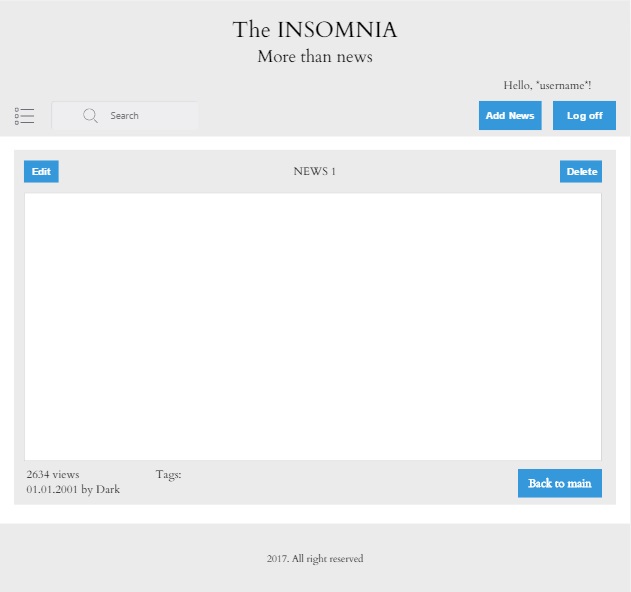 The INSOMNIA
More than news
Hello, *username*!
Search
Add News
Log off
Edit
NEWS 1
Delete
2634 views
Tags:
01.01.2001 by Dark
Back to main
2017. All right reserved